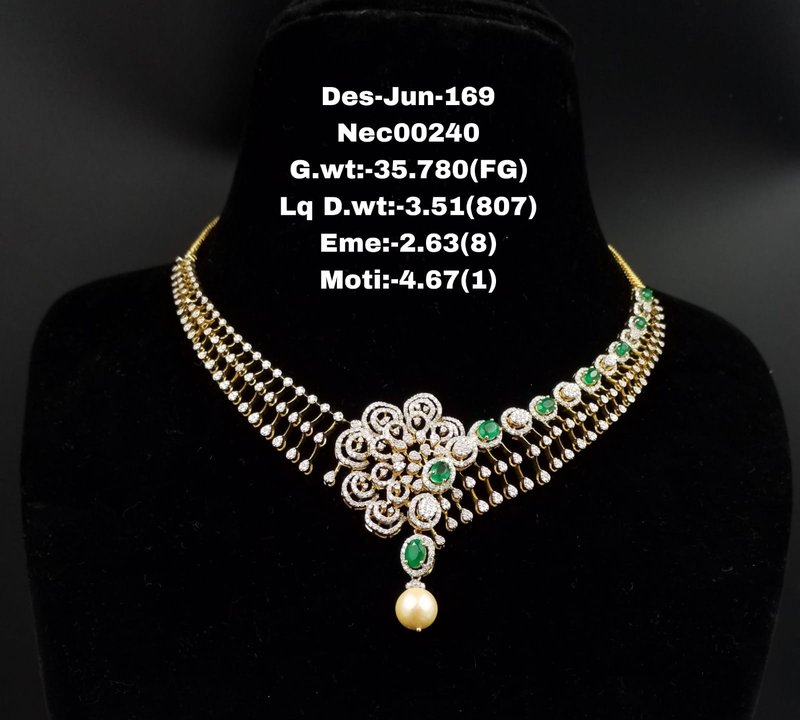 Des-Jun-169
Nec00240
G.wt:-35.780(FG)
Lq D.wt:-3.51(807)
Eme:-2.63(8)
Moti:-4.67(1)